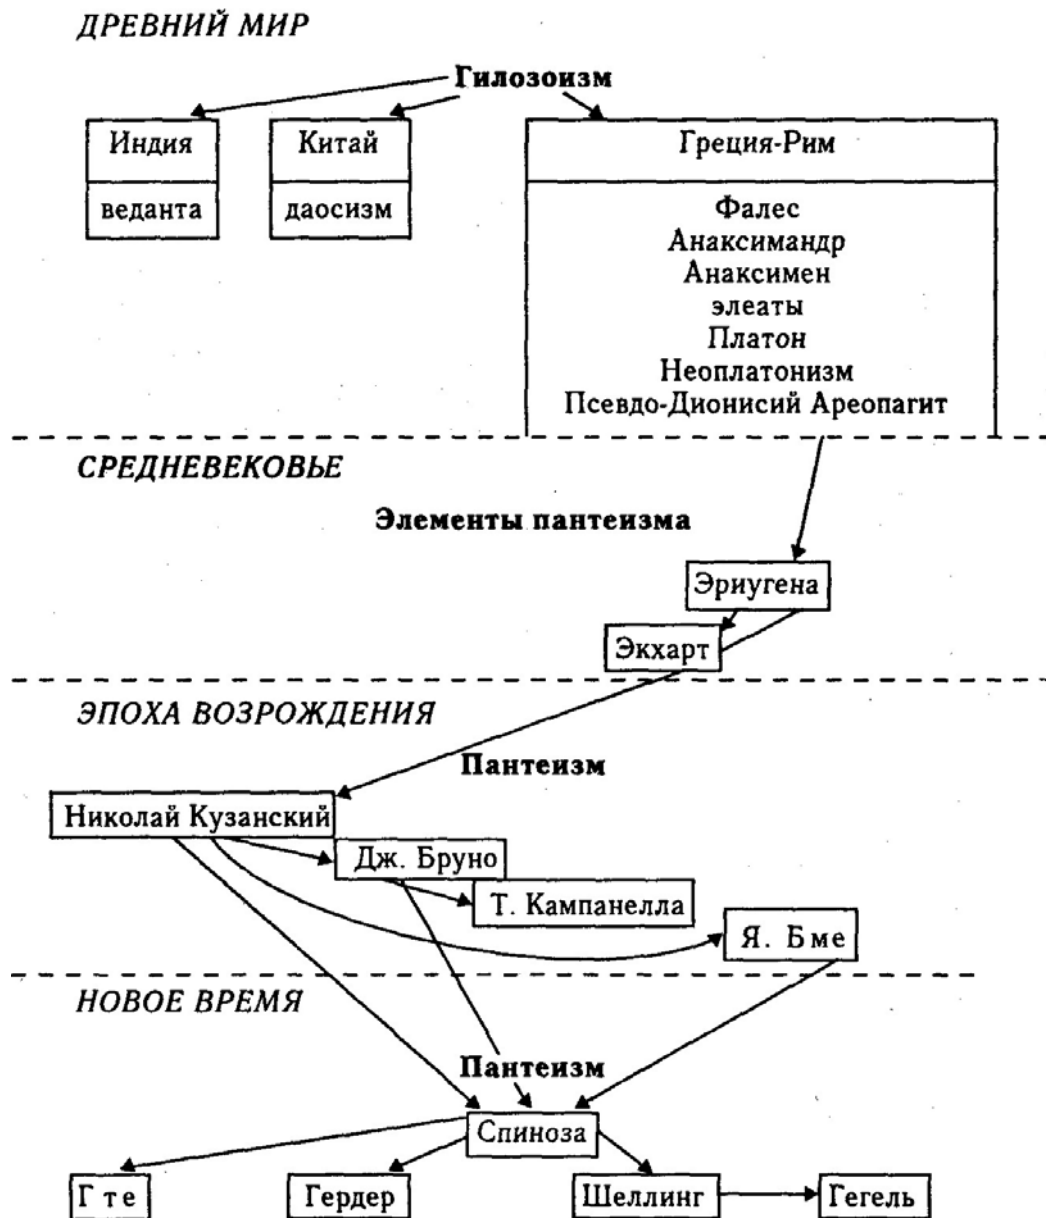 ДРЕВНИЙ МИР
Гилозоизм
Индия
веданта
Китай
даосизм
Греция-Рим
Фалес
Анаксимандр
Анаксимен
элеаты
Платон
Неоплатонизм
Псевдо-Дионисий Ареопагит
СРЕДНЕВЕКОВЬЕ
Элементы пантеизма
Эриугена
Экхарт
ЭПОХА ВОЗРОЖДЕНИЯ
Пантеизм
Николай Кузанский
Дж. Бруно
Т. Кампанелла
Я. Б ме
НОВОЕ ВРЕМЯ
Пантеизм
Спиноза
Г те
Гердер
Шеллинг
Гегель